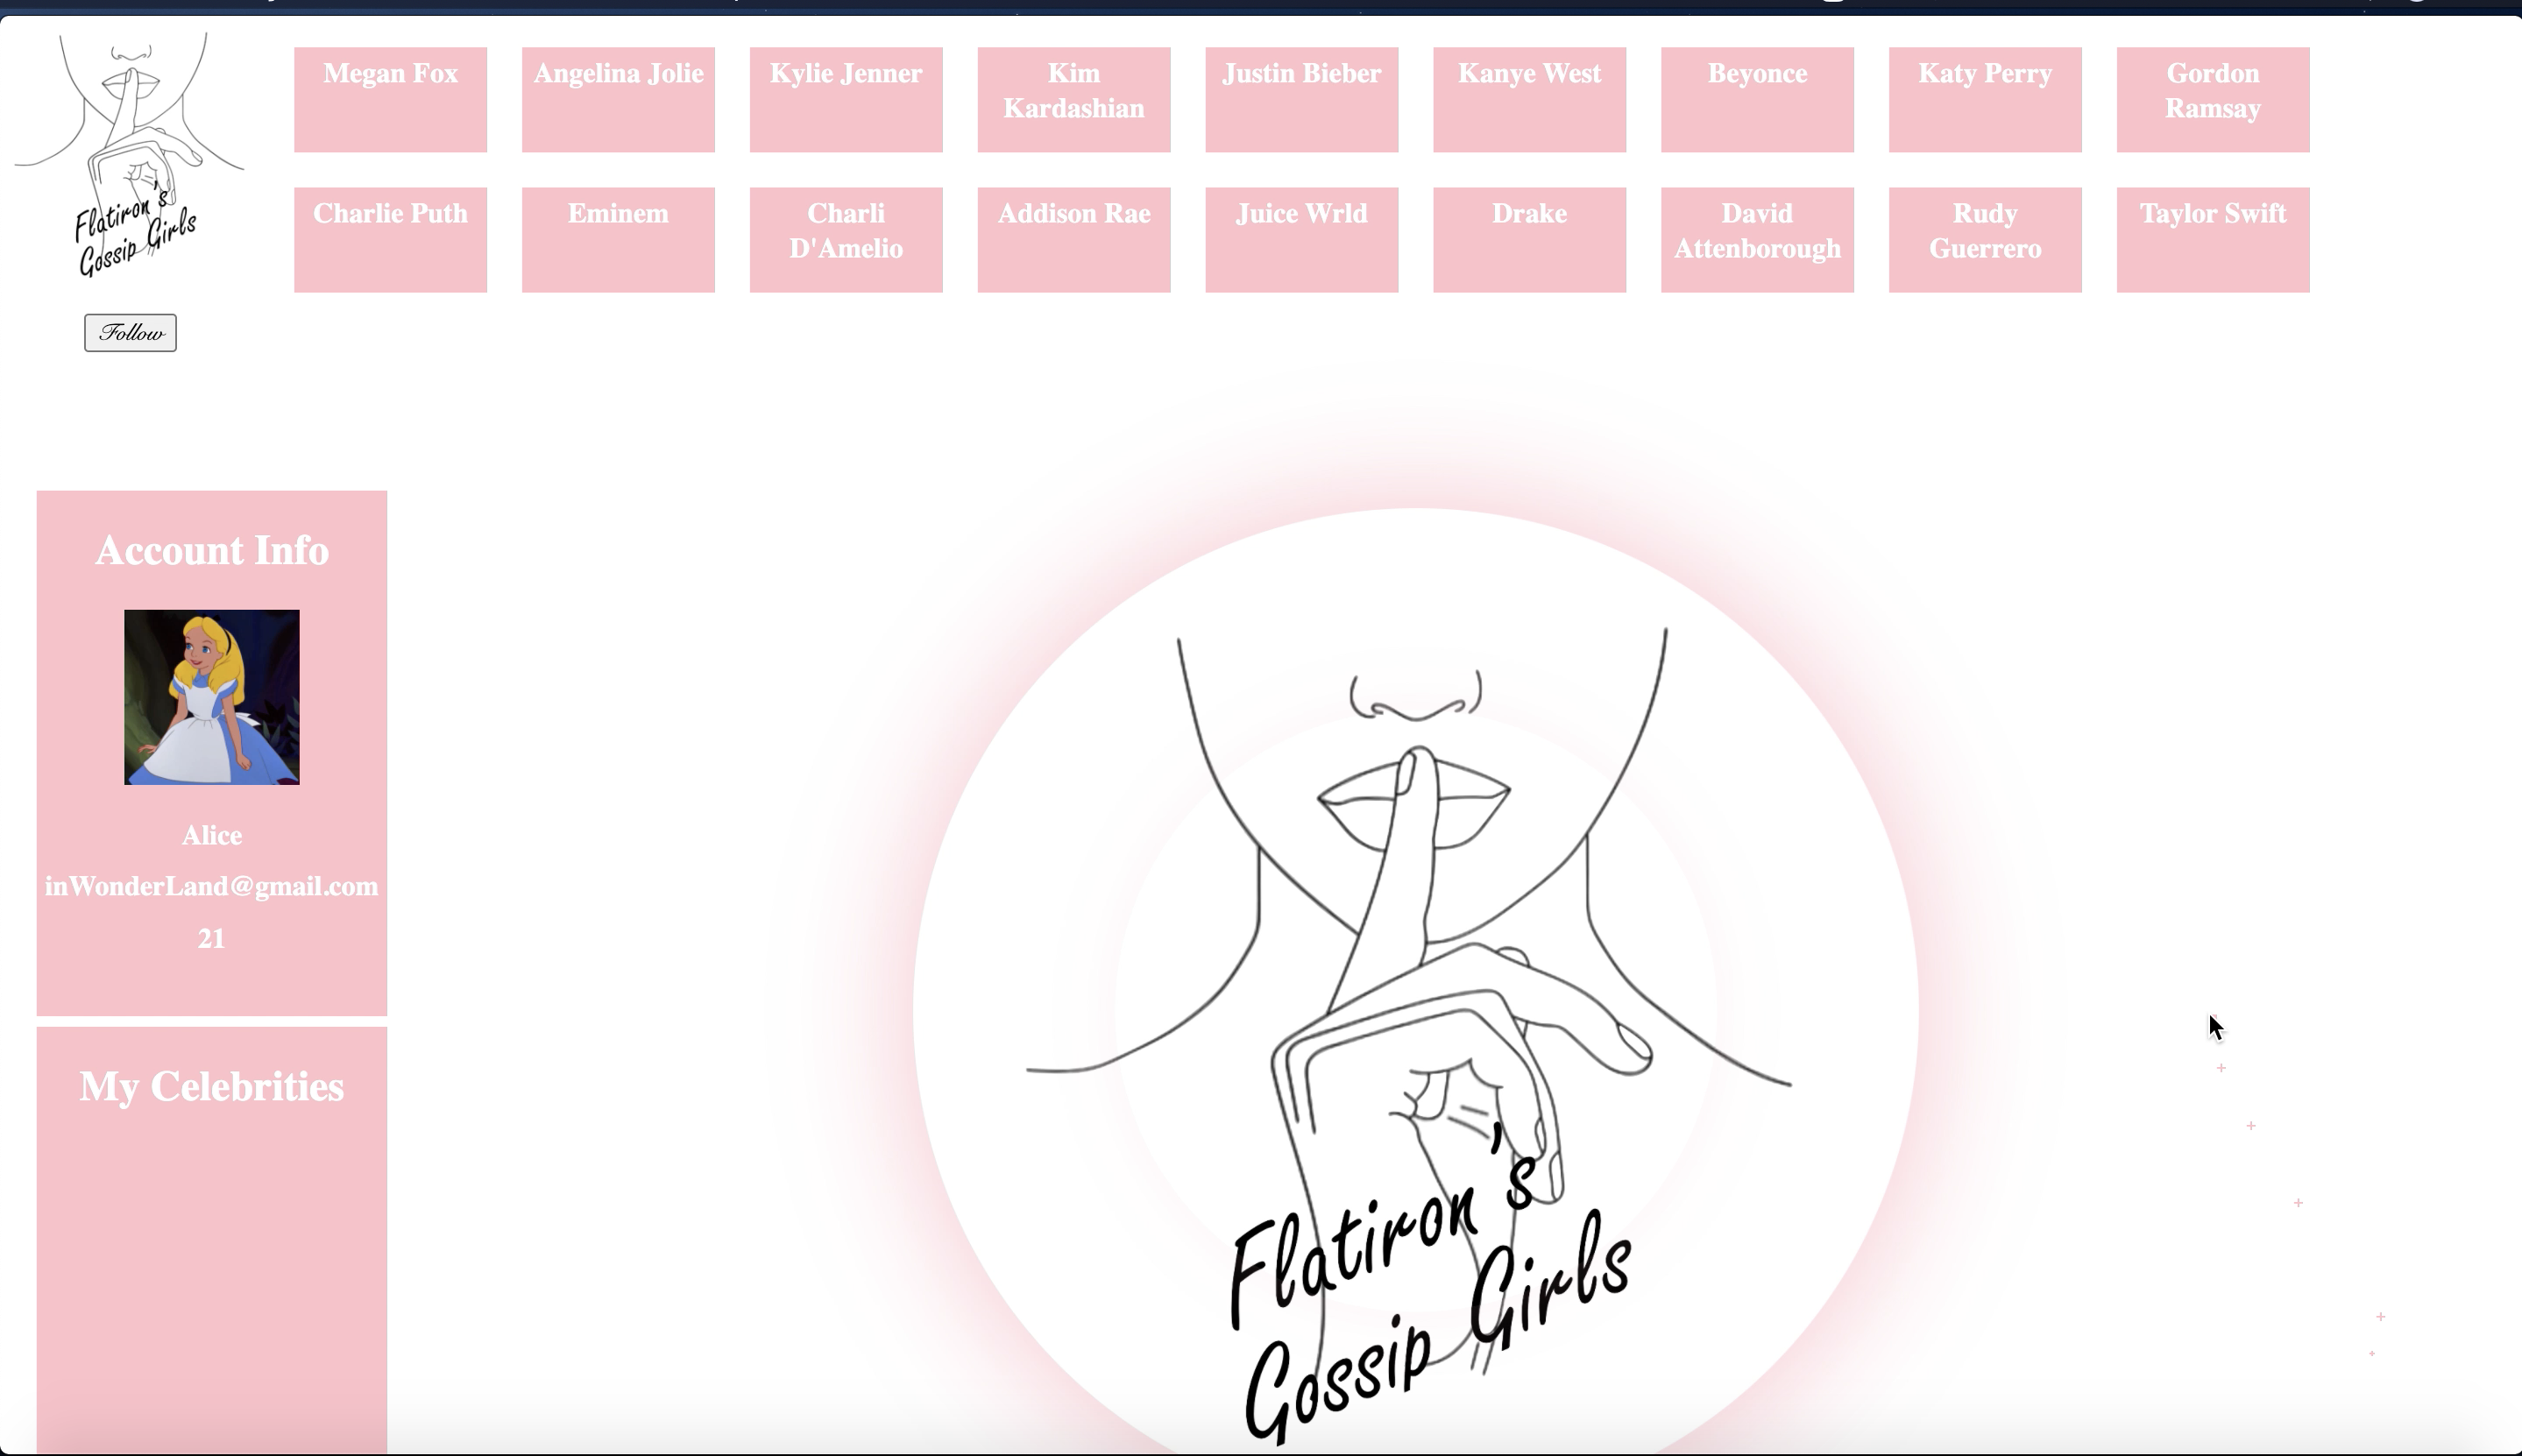 Flatiron's
Gossip Girls
Follow
Megan Fox
Angelina Jolie
Kylie Jenner
Kim
Kardashian
Justin Bieber
Kanye West
Beyonce
Katy Perry
Gordon
Ramsay
Charlie Puth
Eminem
Charli
D'Amelio
Addison Rae
Juice Wrld
Drake
David
Attenborough
Rudy
Guerrero
Taylor Swift
Account Info
Alice
inWonderLand@gmail.com
21
My Celebrities
Flatiron's
Gossip Girls